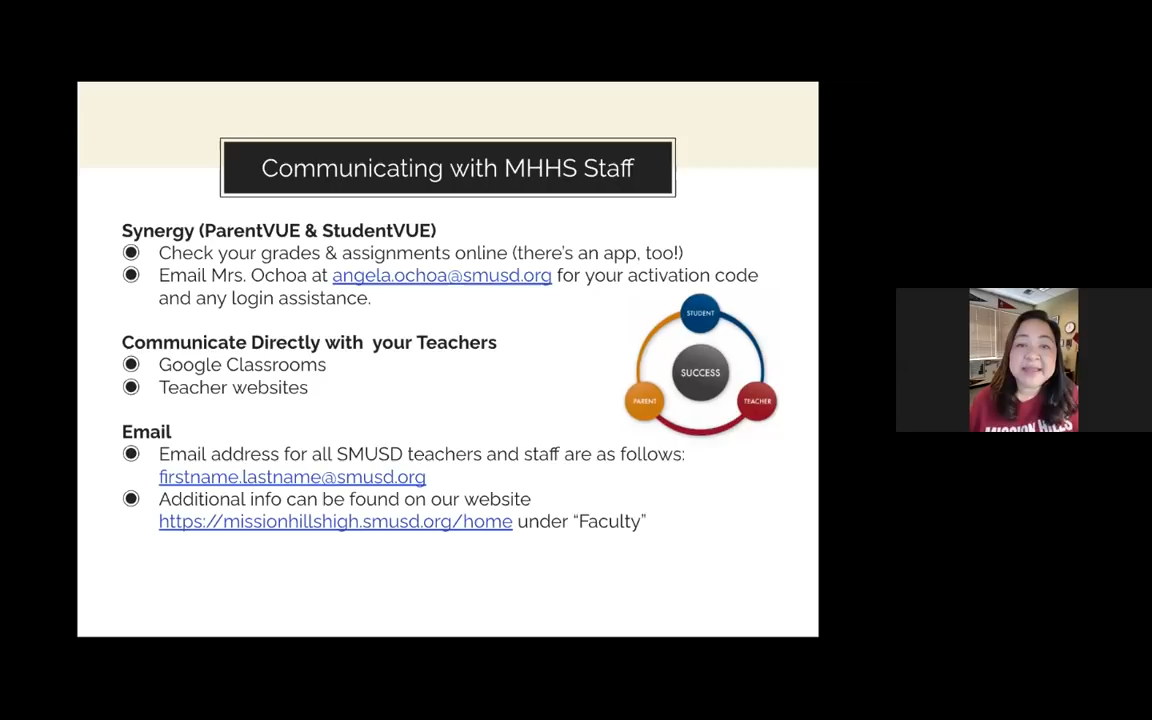 Communicating with MHHS Staff
Synergy (ParentVUE & StudentVUE)
◉ Check your grades & assignments online (there's an app, too!)
◉ Email Mrs. Ochoa at angela.ochoa@smusd.org for your activation code
and any login assistance.
STUDENT
Communicate Directly with your Teachers
◉ Google Classrooms
SUCCESS
◉ Teacher websites
PARENT
TEACHER
Email
◉ Email address for all SMUSD teachers and staff are as follows:
firstname.lastname@smusd.org
◉ Additional info can be found on our website
https://missionhillshigh.smusd.org/home under “Faculty”
MISSION HILLS